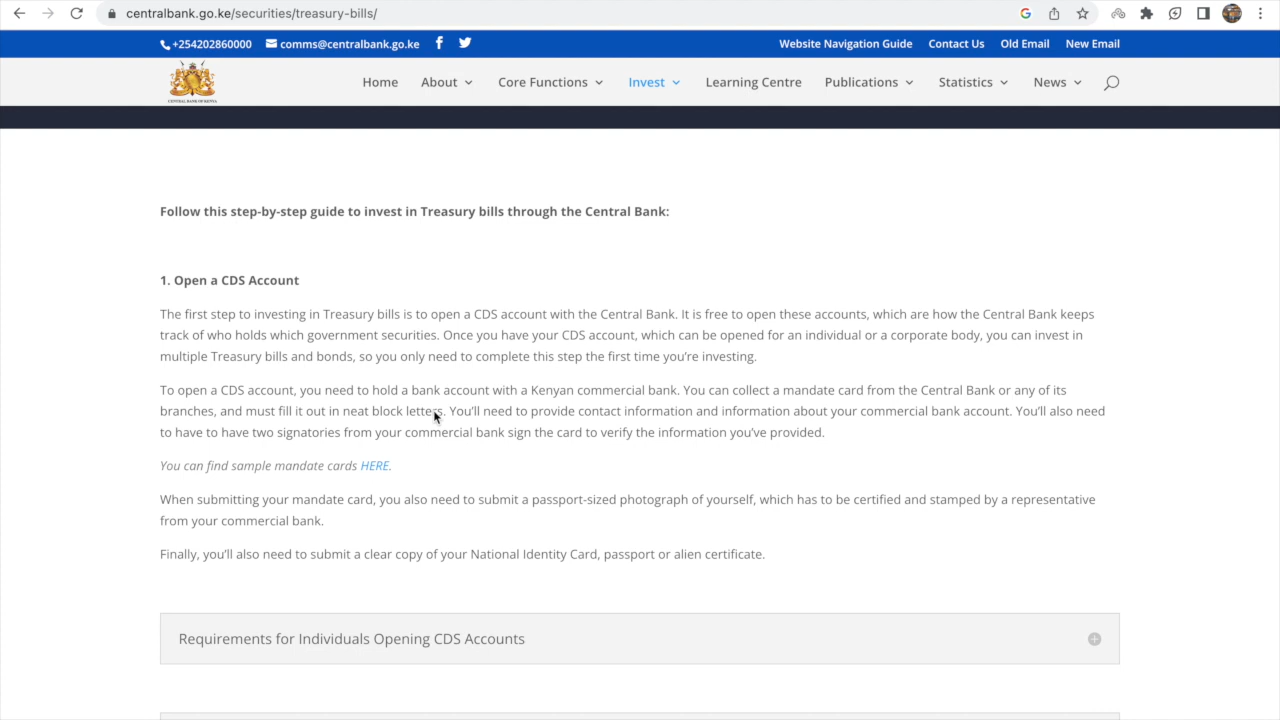 centralbank.go.ke/securities/treasury-bills/
+254202860000 comms@centralbank.go.ke Website Navigation Guide Contact Us Old Email New Email
CENTRAL BANK OF KENYA
Home About Core Functions Invest Learning Centre Publications Statistics News
Follow this step-by-step guide to invest in Treasury bills through the Central Bank:
1. Open a CDS Account
The first step to investing in Treasury bills is to open a CDS account with the Central Bank. It is free to open these accounts, which are how the Central Bank keeps
track of who holds which government securities. Once you have your CDS account, which can be opened for an individual or a corporate body, you can invest in
multiple Treasury bills and bonds, so you only need to complete this step the first time you're investing.
To open a CDS account, you need to hold a bank account with a Kenyan commercial bank. You can collect a mandate card from the Central Bank or any of its
branches, and must fill it out in neat block letters. You'll need to provide contact information and information about your commercial bank account. You'll also need
to have to have two signatories from your commercial bank sign the card to verify the information you've provided.
You can find sample mandate cards HERE.
When submitting your mandate card, you also need to submit a passport-sized photograph of yourself, which has to be certified and stamped by a representative
from your commercial bank.
Finally, you'll also need to submit a clear copy of your National Identity Card, passport or alien certificate.
Requirements for Individuals Opening CDS Accounts